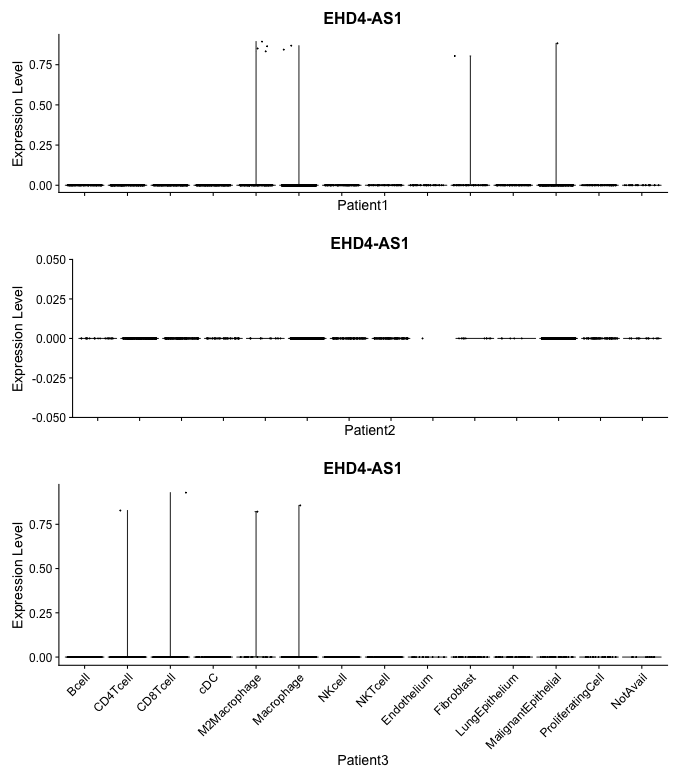 EHD4-AS1
Expression Level
0.75
0.50
0.25
0.00
Patient1
EHD4-AS1
Expression Level
0.050
0.025
0.000
-0.025
-0.050
Patient2
EHD4-AS1
Expression Level
0.75
0.50
0.25
0.00
Bcell
CD4Tcell
CD8Tcell
cDC
M2Macrophage
Macrophage
NKcell
NKTcell
Endothelium
Fibroblast
LungEpithelium
MalignantEpithelial
ProliferatingCell
NotAvail
Patient3